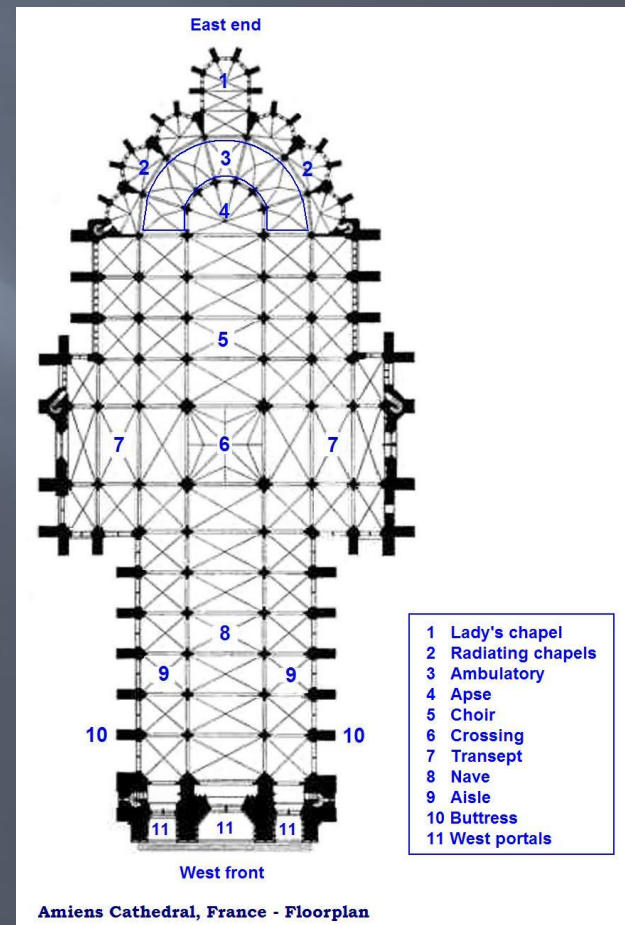 East end
1
2 2
3
4
5
7 6 7
8
9 9
10 10
1 Lady's chapel
2 Radiating chapels
3 Ambulatory
4 Apse
5 Choir
6 Crossing
7 Transept
8 Nave
9 Aisle
10 Buttress
11 West portals
11 11 11
West front
Amiens Cathedral, France - Floorplan